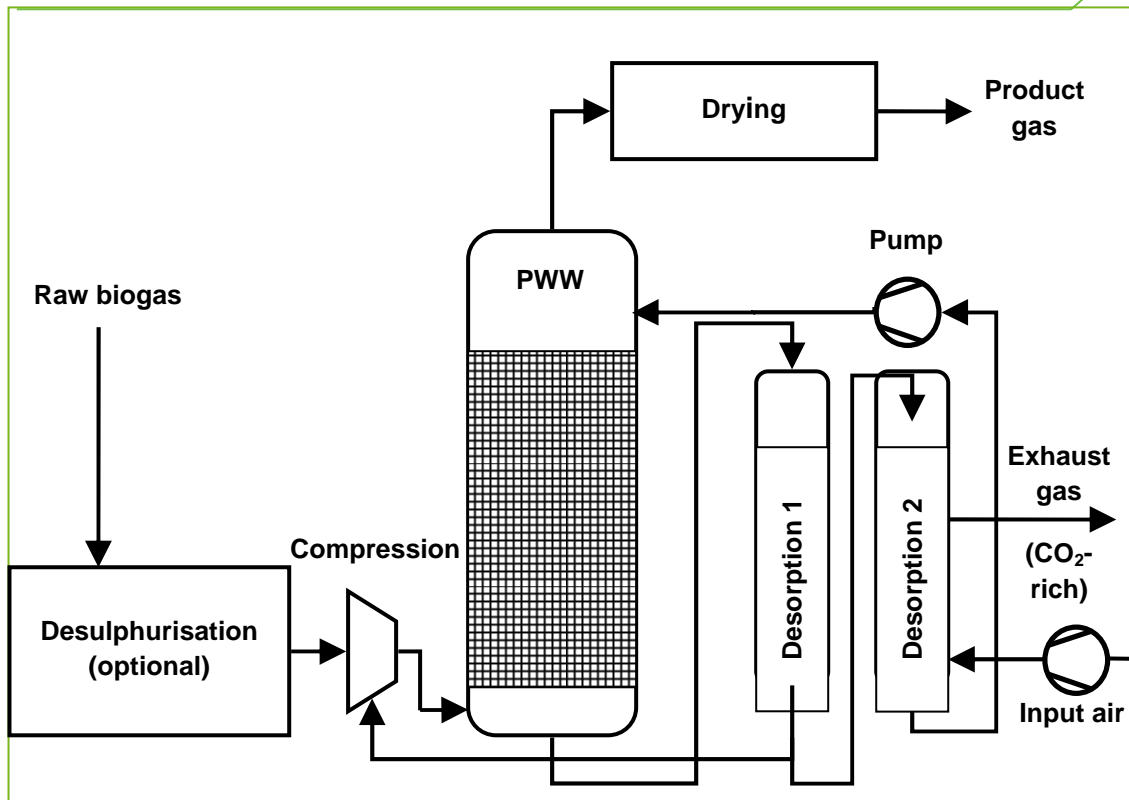 Drying
Product
gas
PWW
Pump
Raw biogas
Exhaust
gas
(CO₂-
rich)
Compression
Desorption 1
Desorption 2
Desulphurisation
(optional)
Input air